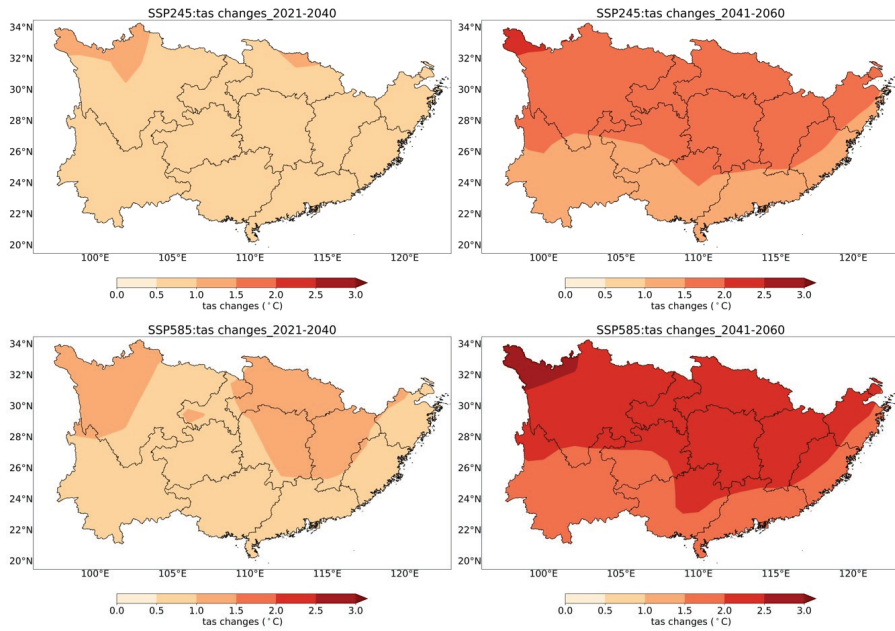 SSP245:tas changes_2021-2040
34°N
32°N
30°N
28°N
26°N
24°N
22°N
20°N
100°E 105°E 110°E 115°E 120°E
0.0 0.5 1.0 1.5 2.0 2.5 3.0
tas changes (°C)
SSP245:tas changes_2041-2060
34°N
32°N
30°N
28°N
26°N
24°N
22°N
20°N
100°E 105°E 110°E 115°E 120°E
0.0 0.5 1.0 1.5 2.0 2.5 3.0
tas changes (°C)
SSP585:tas changes_2021-2040
34°N
32°N
30°N
28°N
26°N
24°N
22°N
20°N
100°E 105°E 110°E 115°E 120°E
0.0 0.5 1.0 1.5 2.0 2.5 3.0
tas changes (°C)
SSP585:tas changes_2041-2060
34°N
32°N
30°N
28°N
26°N
24°N
22°N
20°N
100°E 105°E 110°E 115°E 120°E
0.0 0.5 1.0 1.5 2.0 2.5 3.0
tas changes (°C)